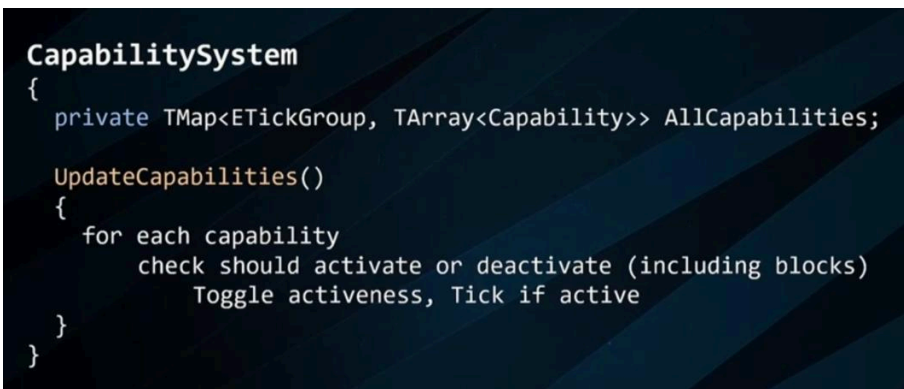 CapabilitySystem
{
private TMap<ETickGroup, TArray<Capability>> AllCapabilities;
UpdateCapabilities()
{
for each capability
check should activate or deactivate (including blocks)
Toggle activeness, Tick if active
}
}